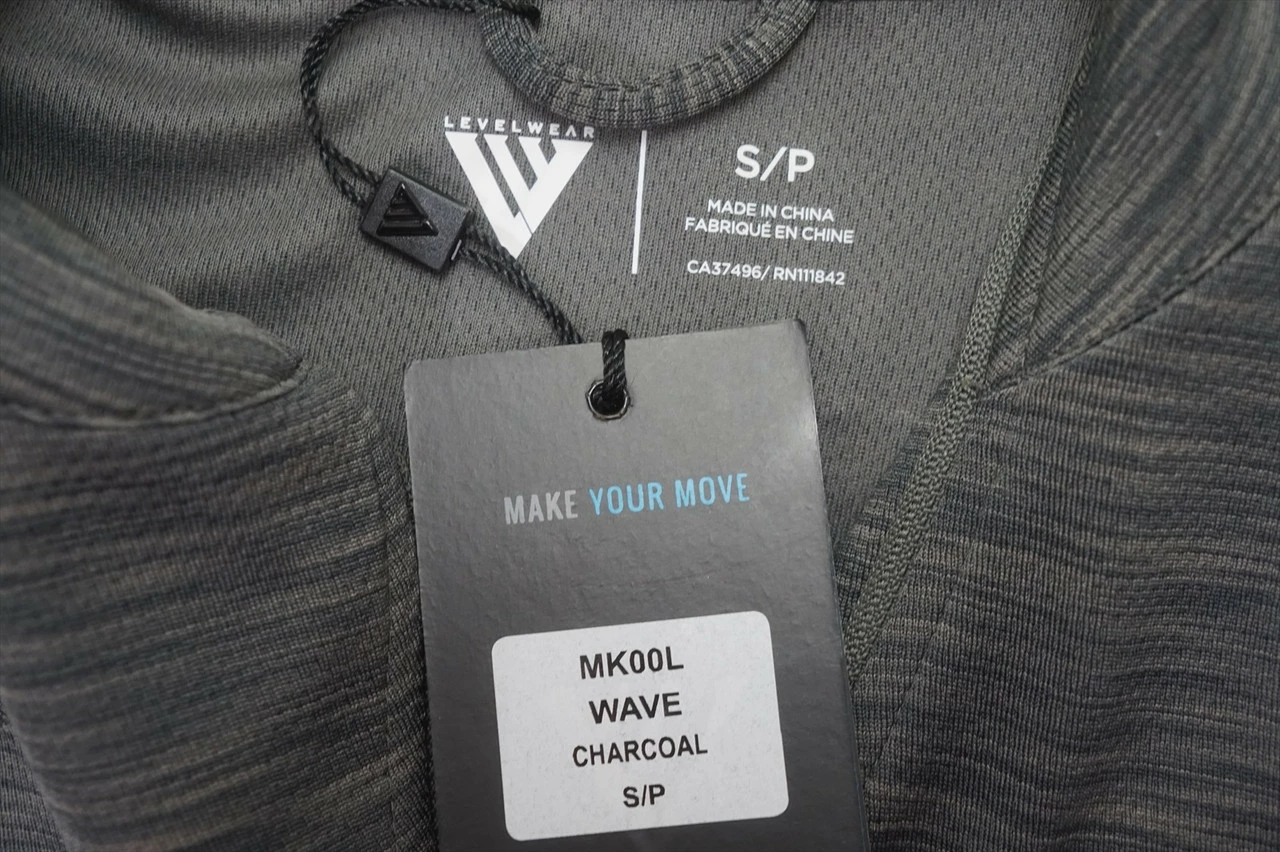 LEVELWEAR
S/P
MADE IN CHINA
FABRIQUÉ EN CHINE
CA37496/ RN111842
MAKE YOUR MOVE
MK00L
WAVE
CHARCOAL
S/P